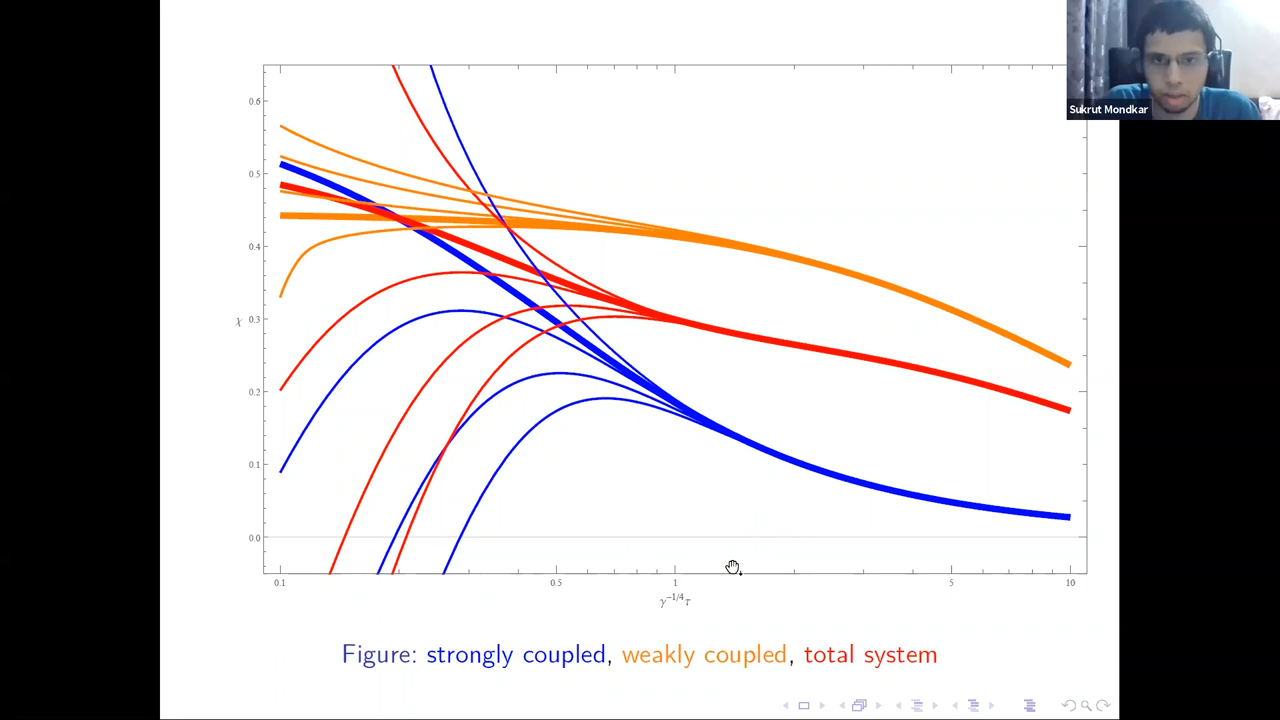 Sukrut Mondkar
0.6
0.5
0.4
0.3
χ
0.2
0.1
0.0
0.1 0.5 1 5 10
γ^{-1/4}τ
Figure: strongly coupled, weakly coupled, total system